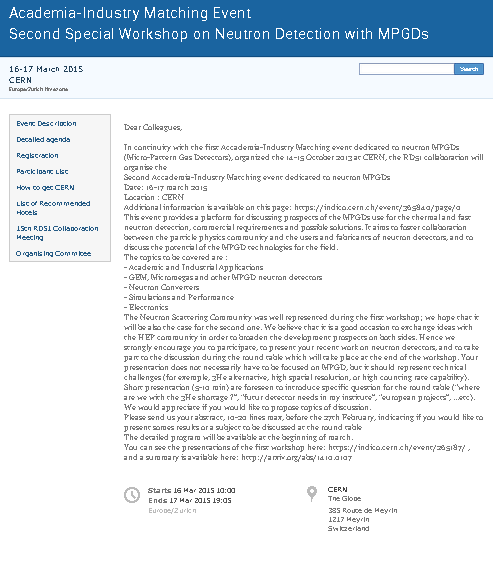 Academia-Industry Matching Event
Second Special Workshop on Neutron Detection with MPGDs
16-17 March 2015
CERN
Europe/Zurich timezone
Search
Event Description
Detailed agenda
Registration
Participant List
How to get CERN
List of Recommended
Hotels
15th RD51 Collaboration
Meeting
Organising Committee
Dear Colleagues,
In continuity with the first Accademia-Industry Matching event dedicated to neutron MPGDs
(Micro-Pattern Gas Detectors), organized the 14-15 October 2013 at CERN, the RD51 collaboration will
organise the
Second Accademia-Industry Matching event dedicated to neutron MPGDs
Date: 16-17 march 2015
Location : CERN
Additional information is available on this page: https://indico.cern.ch/event/365840/page/0
This event provides a platform for discussing prospects of the MPGDs use for the thermal and fast
neutron detection, commercial requirements and possible solutions. It aims to foster collaboration
between the particle physics community and the users and fabricants of neutron detectors, and to
discuss the potential of the MPGD technologies for the field.
The topics to be covered are :
- Academic and Industrial Applications
- GEM, Micromegas and other MPGD neutron detectors
- Neutron Converters
- Simulations and Performance
- Electronics
The Neutron Scattering Community was well represented during the first workshop; we hope that it
will be also the case for the second one. We believe that it is good occasion to exchange ideas with
the HEP community in order to broaden the development prospects on both sides. Hence we
strongly encourage you to participate, to present your recent work on neutron detectors, and to take
part to the discussion during the round table which will take place at the end of the workshop. Your
presentation does not necessarily have to be focused on MPGD, but it should represent technical
challenges (for exemple, 3He alternative, high spatial resolution, or high counting rate capability).
Short presentation (5-10 min) are foreseen to introduce specific question for the round table ("where
are we with the 3He shortage ?", "futur detector needs in my institute", "european projects", ...etc).
We would appreciate if you would like to propose topics of discussion.
Please send us your abstract, 10-20 lines max, before the 27th February, indicating if you would like to
present somes results or a subject to be discussed at the round table.
The detailed program will be available at the beginning of march.
You can see the presentations of the first workshop here: https://indico.cern.ch/event/265187/ ,
and a summary is available here: http://arxiv.org/abs/1410.0107
Starts 16 Mar 2015 10:00
Ends 17 Mar 2015 19:05
Europe/Zurich
CERN
The Globe
385 Route de Meyrin
1217 Meyrin
Switzerland